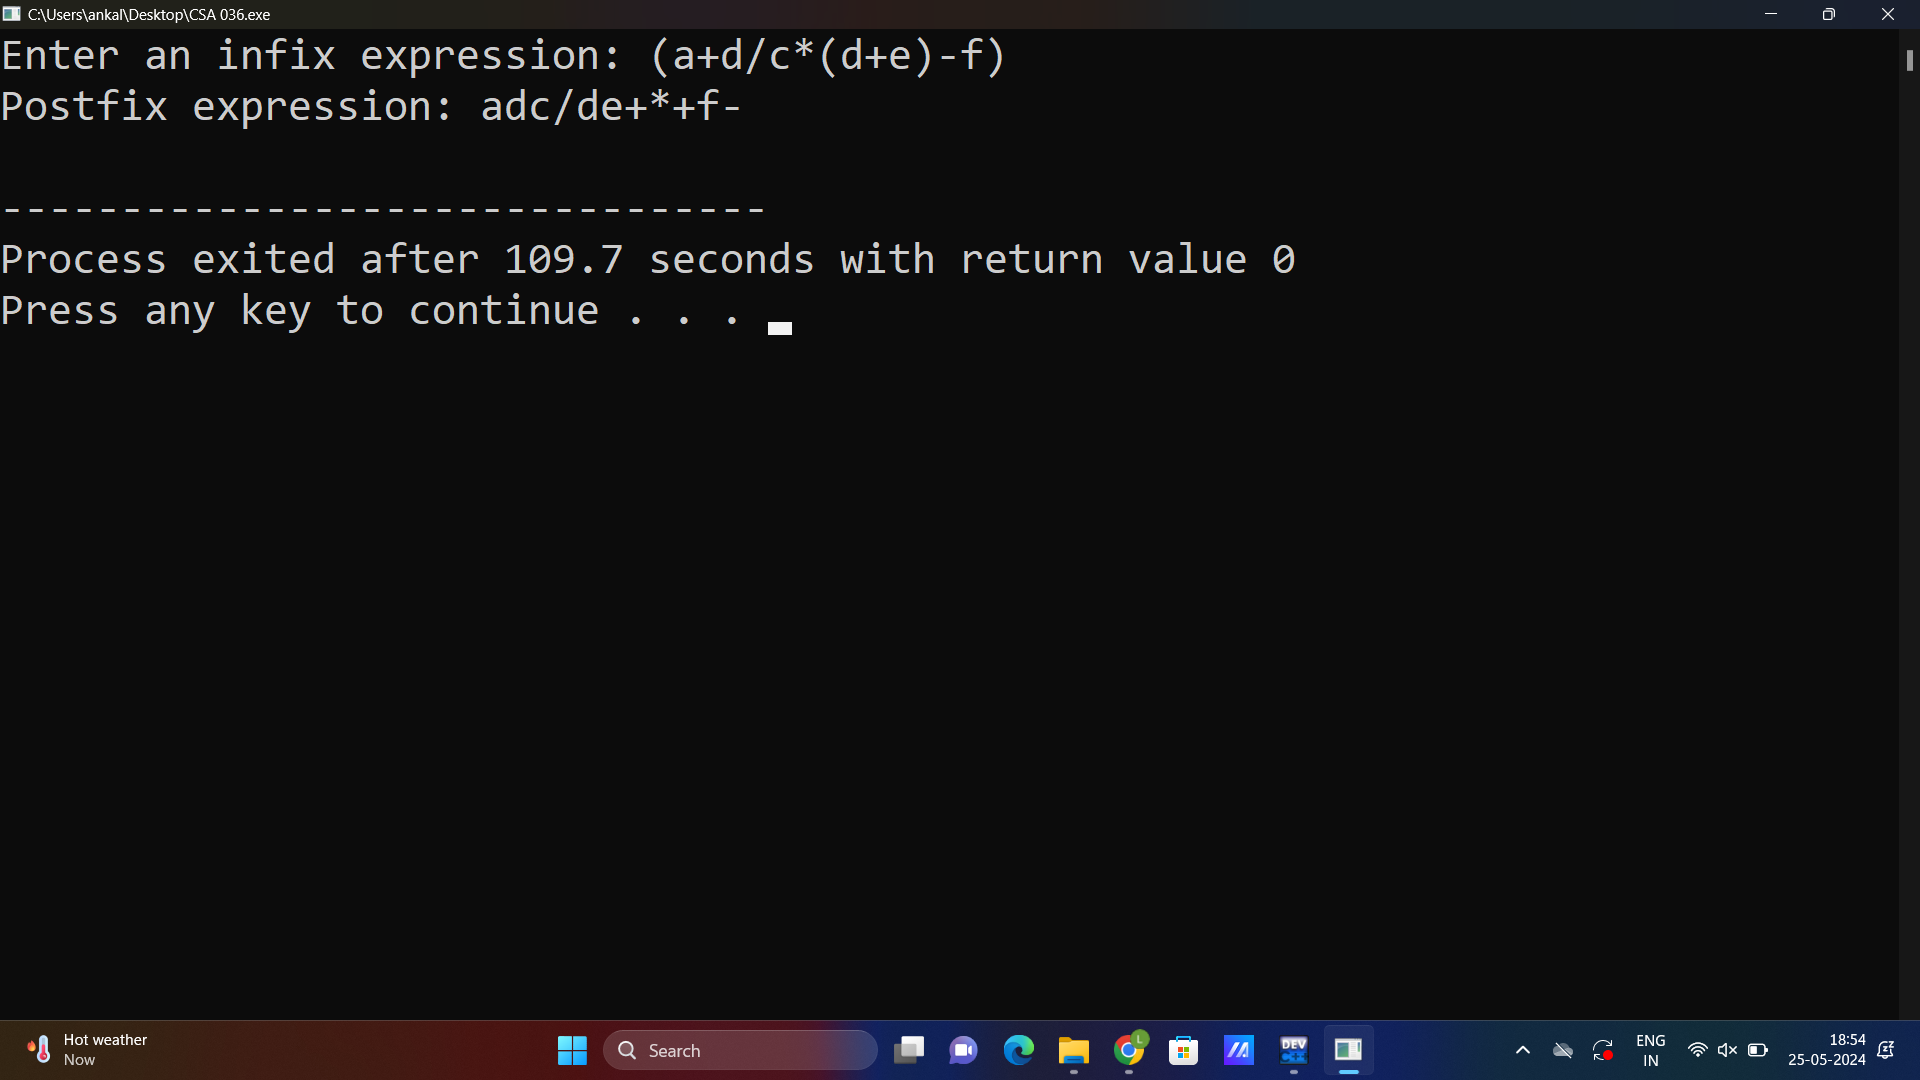 C:\Users\ankal\Desktop\CSA 036.exe
Enter an infix expression: (a+d/c*(d+e)-f)
Postfix expression: adc/de+*+f-
--------------------------------
Process exited after 109.7 seconds with return value 0
Press any key to continue . . .
Hot weather
Now
Search
L
DEV
C++
ENG
IN
18:54
25-05-2024